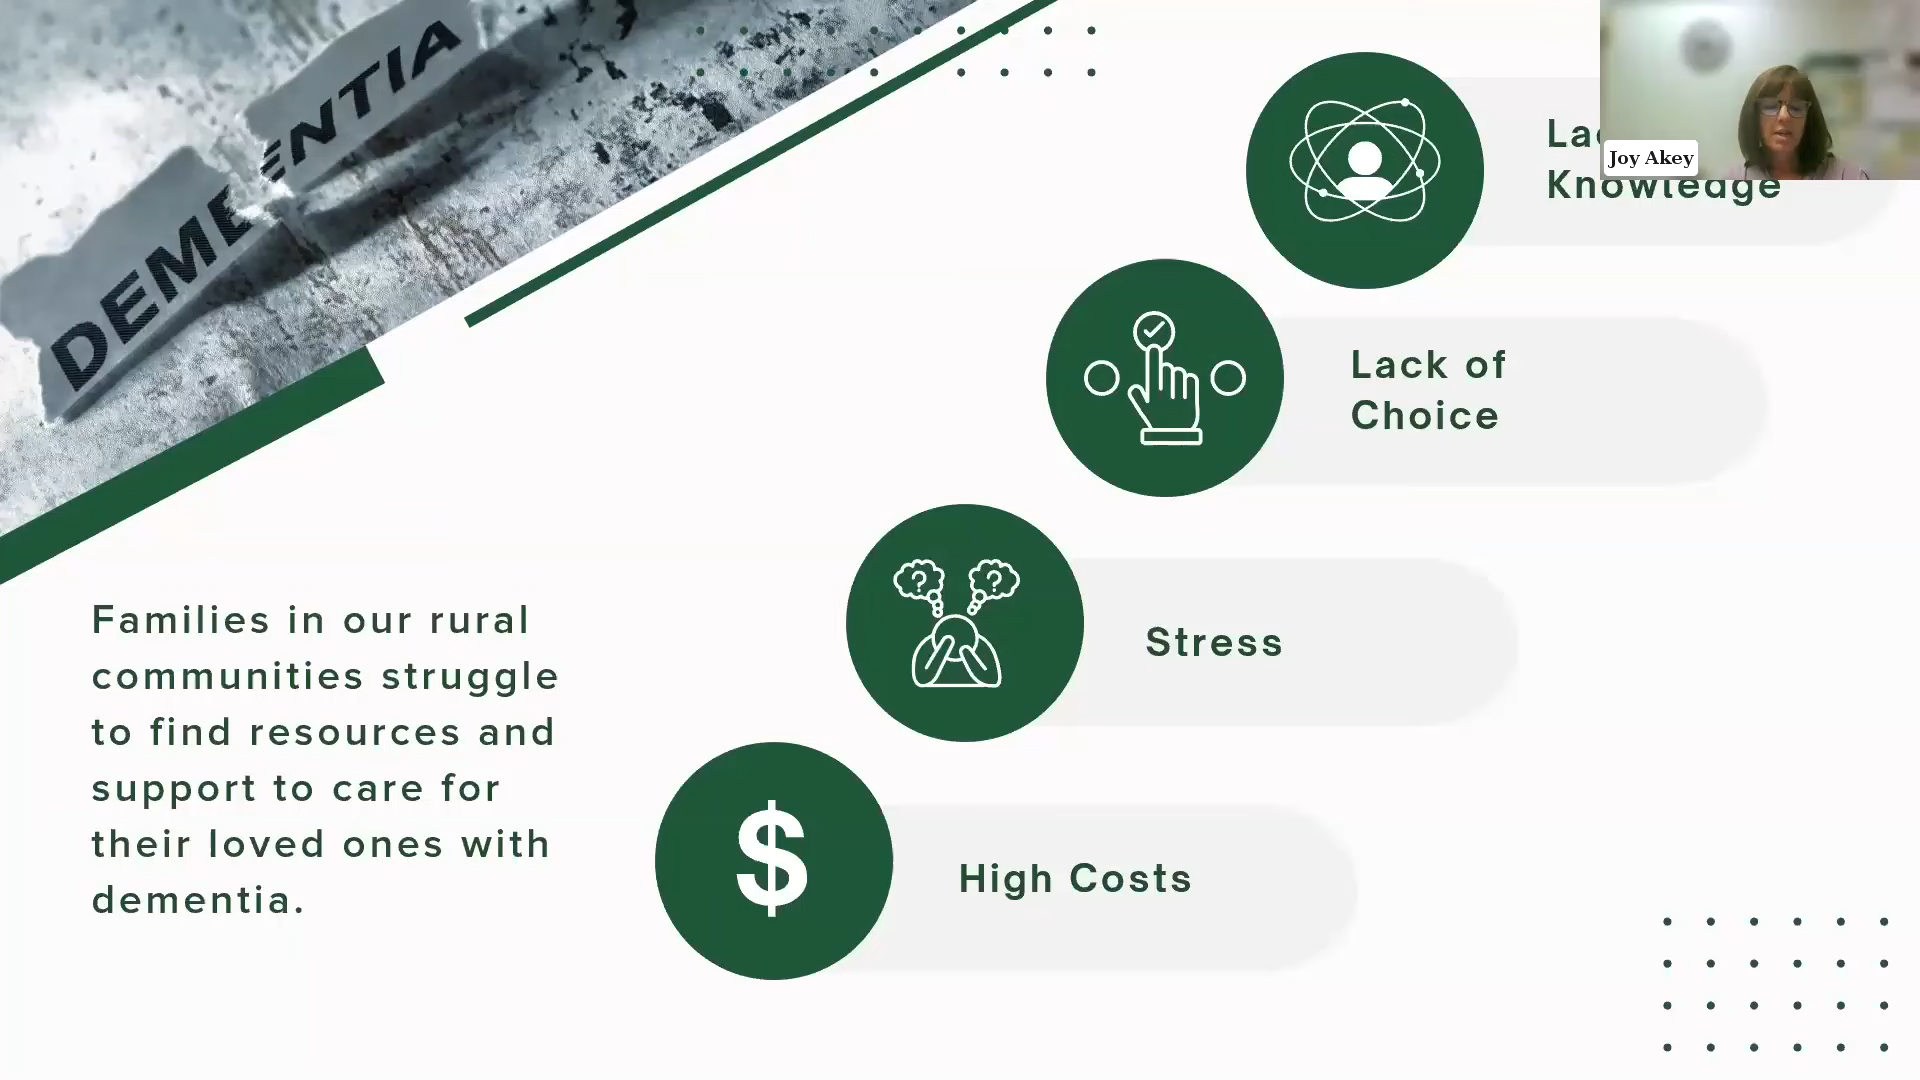 DEMENTIA
Joy Akey
Knowledge
Lack of
Choice
Stress
High Costs
$
Families in our rural
communities struggle
to find resources and
support to care for
their loved ones with
dementia.